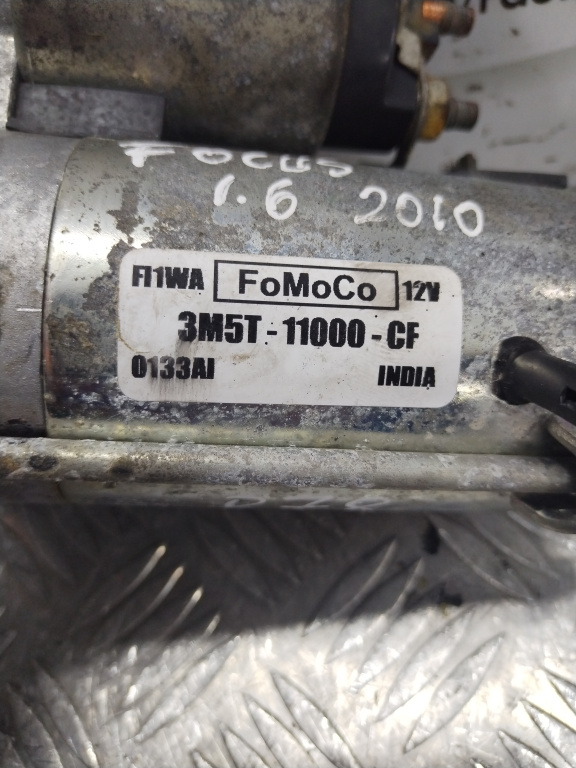 FOCUS
1.6 2010
FI1WA FoMoCo 12V
3M5T - 11000 - CF
0133AI INDIA